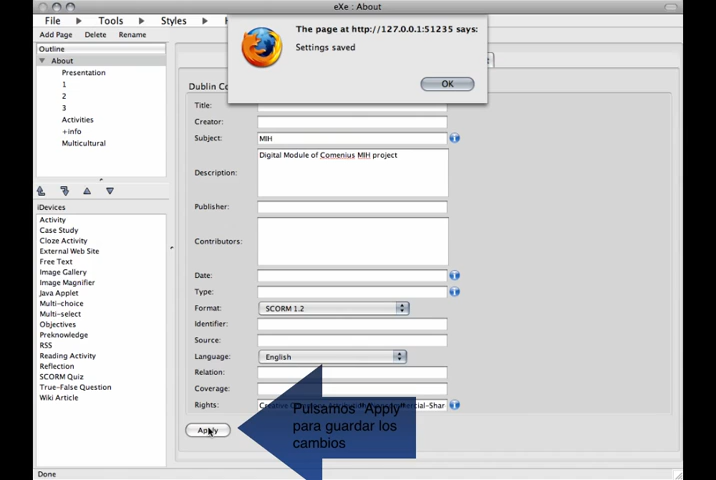 eXe : About
File Tools Styles
Add Page Delete Rename
The page at http://127.0.0.1:51235 says:
Settings saved
OK
Outline
About
Presentation
1
2
3
Activities
+info
Multicultural
iDevices
Activity
Case Study
Cloze Activity
External Web Site
Free Text
Image Gallery
Image Magnifier
Java Applet
Multi-choice
Multi-select
Objectives
Preknowledge
RSS
Reading Activity
Reflection
SCORM Quiz
True-False Question
Wiki Article
Dublin
Title:
Creator:
Subject: MIH
Description: Digital Module of Comenius MIH project
Publisher:
Contributors:
Date:
Type:
Format: SCORM 1.2
Identifier:
Source:
Language: English
Relation:
Coverage:
Rights:
Apply
Pulsamos "Apply"
para guardar los
cambios
Done